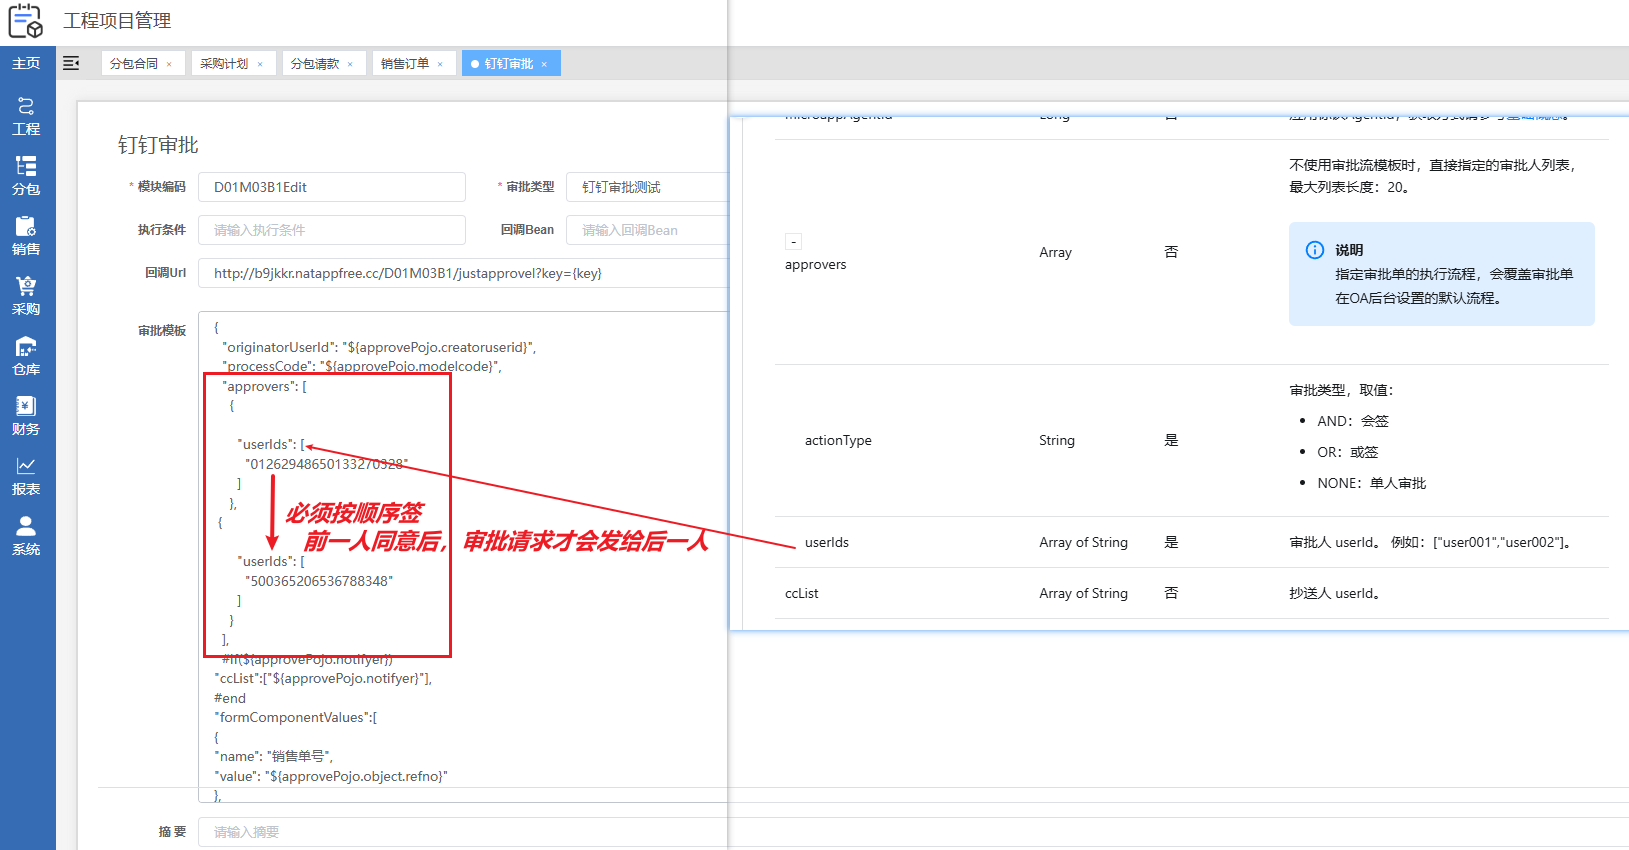 工程项目管理
主页
分包合同 ×
采购计划 ×
分包请款 ×
销售订单 ×
钉钉审批 ×
工程
分包
销售
采购
仓库
财务
报表
系统
钉钉审批
* 模块编码
D01M03B1Edit
* 审批类型
钉钉审批测试
执行条件
请输入执行条件
回调Bean
请输入回调Bean
回调Url
http://b9jkkr.natappfree.cc/D01M03B1/justapprovel?key={key}
审批模板
{
"originatorUserId": "${approvePojo.creatoruserid}",
"processCode": "${approvePojo.modelcode}",
"approvers": [
{
"userIds": [
"01262948650133270328"
]
},
{
"userIds": [
"500365206536788348"
]
}
],
#if(${approvePojo.notifyer})
"ccList":["${approvePojo.notifyer}"],
#end
"formComponentValues":[
{
"name": "销售单号",
"value": "${approvePojo.object.refno}"
},
必须按顺序签
前一人同意后，审批请求才会发给后一人
摘 要
请输入摘要
microappAgentId
Long
否
不使用审批流模板时，直接指定的审批人列表，
最大列表长度：20。
-
approvers
Array
否
说明
指定审批单的执行流程，会覆盖审批单
在OA后台设置的默认流程。
actionType
String
是
审批类型，取值：
• AND：会签
• OR：或签
• NONE：单人审批
userIds
Array of String
是
审批人 userId。 例如：["user001","user002"]。
ccList
Array of String
否
抄送人 userId。